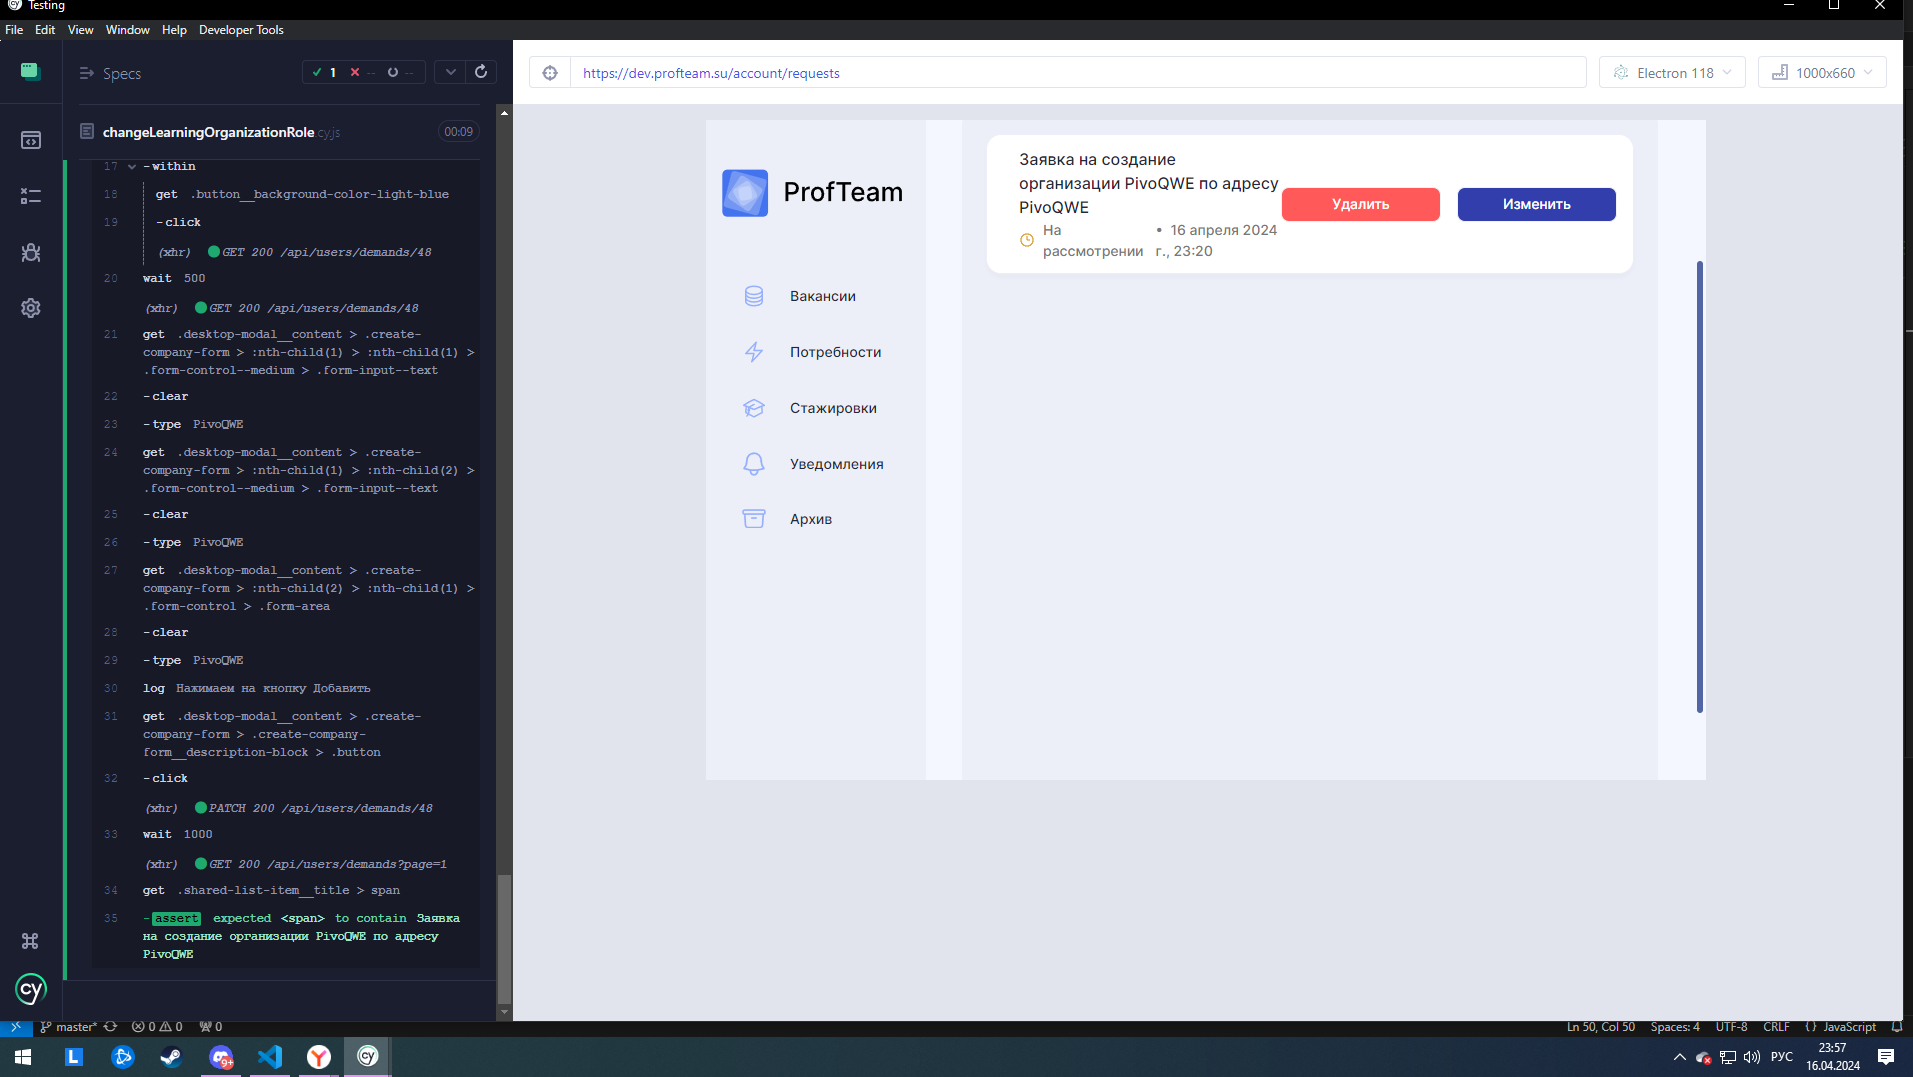 Testing
File Edit View Window Help Developer Tools
Specs
1 -- --
https://dev.profteam.su/account/requests
Electron 118
1000x660
changeLearningOrganizationRole.cy.js 00:09
17 -within
18 get .button__background-color-light-blue
19 -click
(xhr) GET 200 /api/users/demands/48
20 wait 500
(xhr) GET 200 /api/users/demands/48
21 get .desktop-modal__content > .create-
company-form > :nth-child(1) > :nth-child(1) >
.form-control--medium > .form-input--text
22 -clear
23 -type PivoQWE
24 get .desktop-modal__content > .create-
company-form > :nth-child(1) > :nth-child(2) >
.form-control--medium > .form-input--text
25 -clear
26 -type PivoQWE
27 get .desktop-modal__content > .create-
company-form > :nth-child(2) > :nth-child(1) >
.form-control > .form-area
28 -clear
29 -type PivoQWE
30 log Нажимаем на кнопку Добавить
31 get .desktop-modal__content > .create-
company-form > .create-company-
form__description-block > .button
32 -click
(xhr) PATCH 200 /api/users/demands/48
33 wait 1000
(xhr) GET 200 /api/users/demands?page=1
34 get .shared-list-item__title > span
35 -assert expected <span> to contain Заявка
на создание организации PivoQWE по адресу
PivoQWE
ProfTeam
Вакансии
Потребности
Стажировки
Уведомления
Архив
Заявка на создание
организации PivoQWE по адресу
PivoQWE
На
рассмотрении
• 16 апреля 2024
г., 23:20
Удалить
Изменить
cy
master* 0 0 0
Ln 50, Col 50 Spaces: 4 UTF-8 CRLF {} JavaScript
L
9+
cy
РУС
23:57
16.04.2024